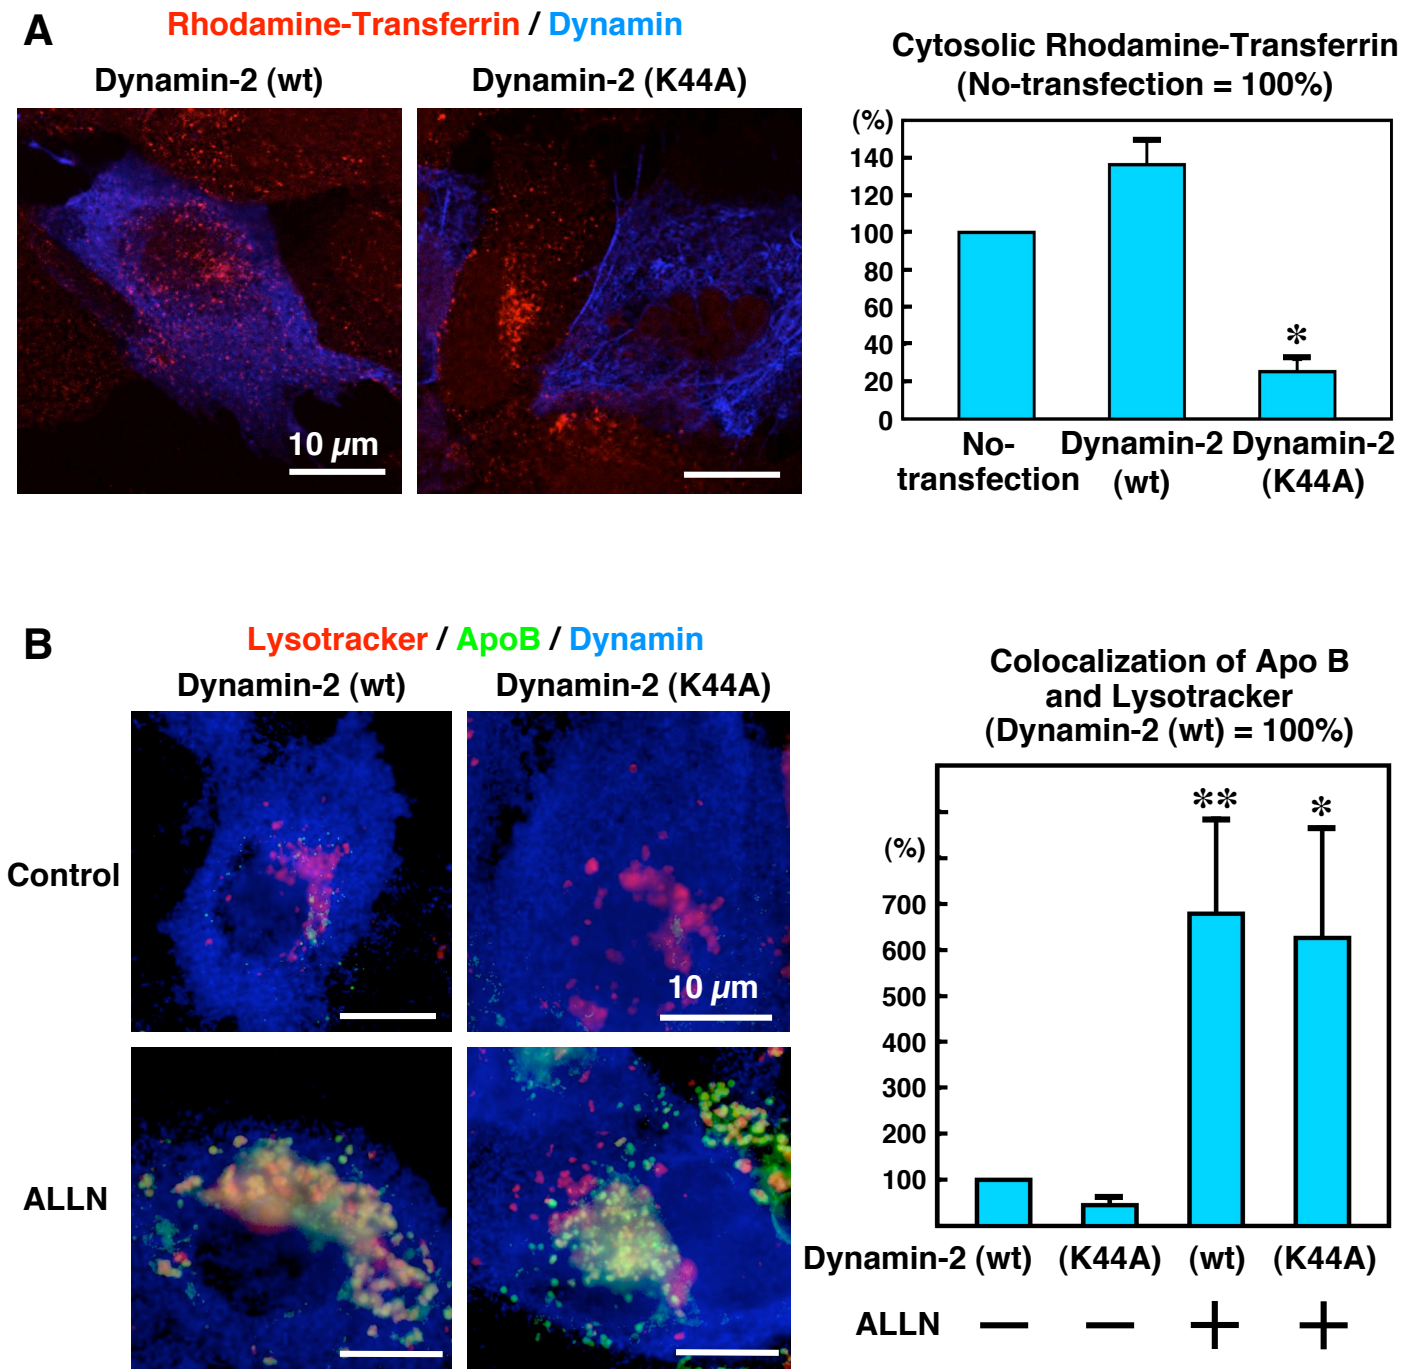 A
Rhodamine-Transferrin / Dynamin
Dynamin-2 (wt)
Dynamin-2 (K44A)
10 µm
Cytosolic Rhodamine-Transferrin
(No-transfection = 100%)
(%)
140
120
100
80
60
40
20
0
*
No-
transfection
Dynamin-2
(wt)
Dynamin-2
(K44A)
B
Lysotracker / ApoB / Dynamin
Dynamin-2 (wt)
Dynamin-2 (K44A)
Control
10 µm
ALLN
Colocalization of Apo B
and Lysotracker
(Dynamin-2 (wt) = 100%)
(%)
700
600
500
400
300
200
100
**
*
Dynamin-2 (wt) (K44A) (wt) (K44A)
ALLN − − + +